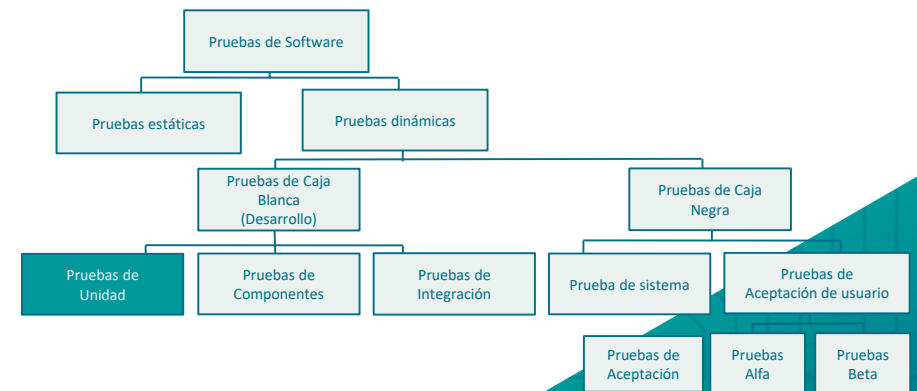 Pruebas de Software
Pruebas estáticas
Pruebas dinámicas
Pruebas de Caja
Blanca
(Desarrollo)
Pruebas de Caja
Negra
Pruebas de
Unidad
Pruebas de
Componentes
Pruebas de
Integración
Prueba de sistema
Pruebas de
Aceptación de usuario
Pruebas de
Aceptación
Pruebas
Alfa
Pruebas
Beta